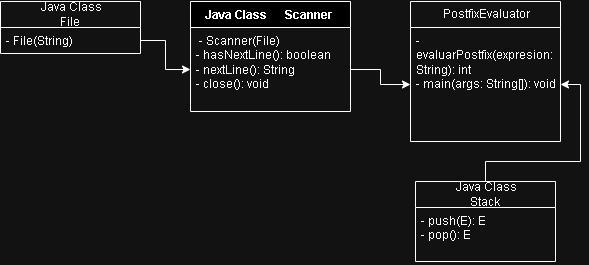 Java Class
File
- File(String)
Java Class Scanner
- Scanner(File)
- hasNextLine(): boolean
- nextLine(): String
- close(): void
PostfixEvaluator
-
evaluarPostfix(expresion:
String): int
- main(args: String[]): void
Java Class
Stack
- push(E): E
- pop(): E